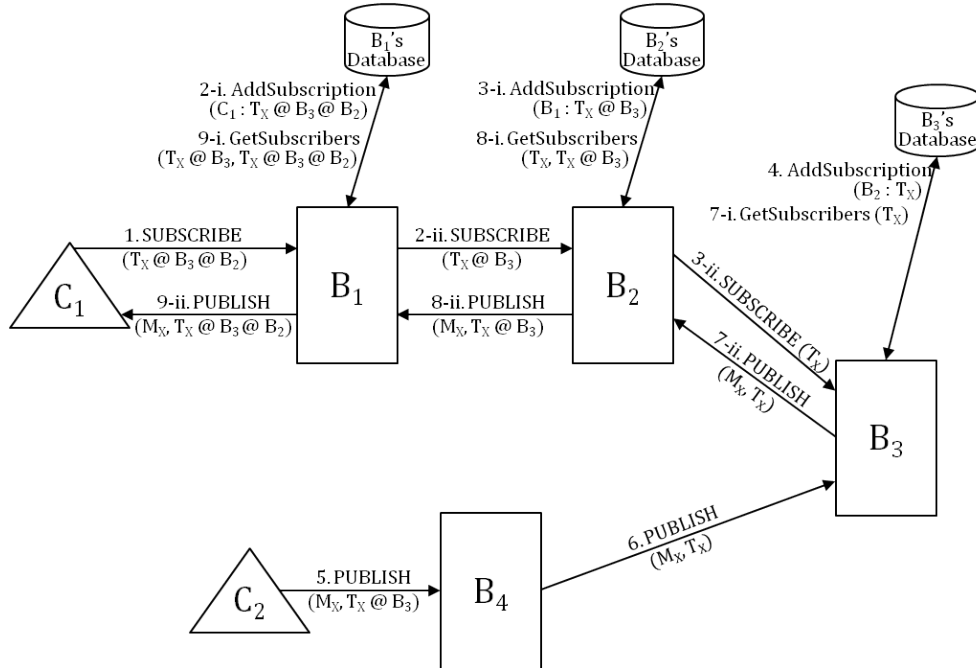 B₁'s
Database
B₂'s
Database
B₃'s
Database
2-i. AddSubscription
(C₁ : Tₓ @ B₃@ B₂)
9-i. GetSubscribers
(Tₓ @ B₃, Tₓ @ B₃@ B₂)
3-i. AddSubscription
(B₁ : Tₓ @ B₃)
8-i. GetSubscribers
(Tₓ, Tₓ @ B₃)
4. AddSubscription
(B₂ : Tₓ)
7-i. GetSubscribers (Tₓ)
C₁
1. SUBSCRIBE
(Tₓ @ B₃@ B₂)
9-ii. PUBLISH
(Mₓ, Tₓ @ B₃@ B₂)
B₁
2-ii. SUBSCRIBE
(Tₓ @ B₃)
8-ii. PUBLISH
(Mₓ, Tₓ @ B₃)
B₂
3-ii. SUBSCRIBE (Tₓ)
7-ii. PUBLISH
(Mₓ, Tₓ)
B₃
6. PUBLISH
(Mₓ, Tₓ)
C₂
5. PUBLISH
(Mₓ, Tₓ @ B₃)
B₄